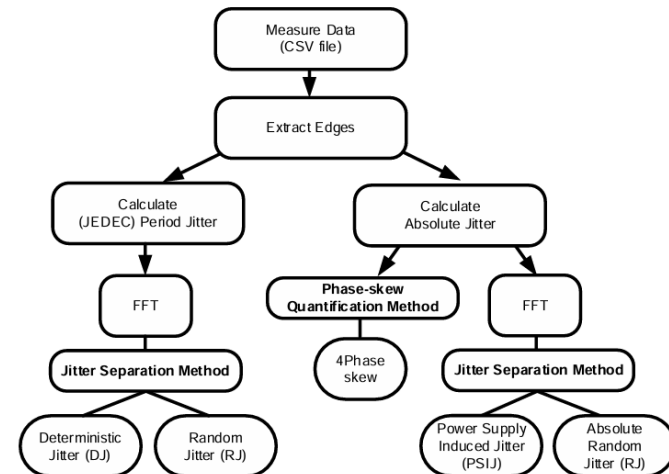 Measure Data
(CSV file)
Extract Edges
Calculate
(JEDEC) Period Jitter
Calculate
Absolute Jitter
FFT
Phase-skew
Quantification Method
FFT
Jitter Separation Method
4Phase
skew
Jitter Separation Method
Deterministic
Jitter (DJ)
Random
Jitter (RJ)
Power Supply
Induced Jitter
(PSIJ)
Absolute
Random
Jitter (RJ)